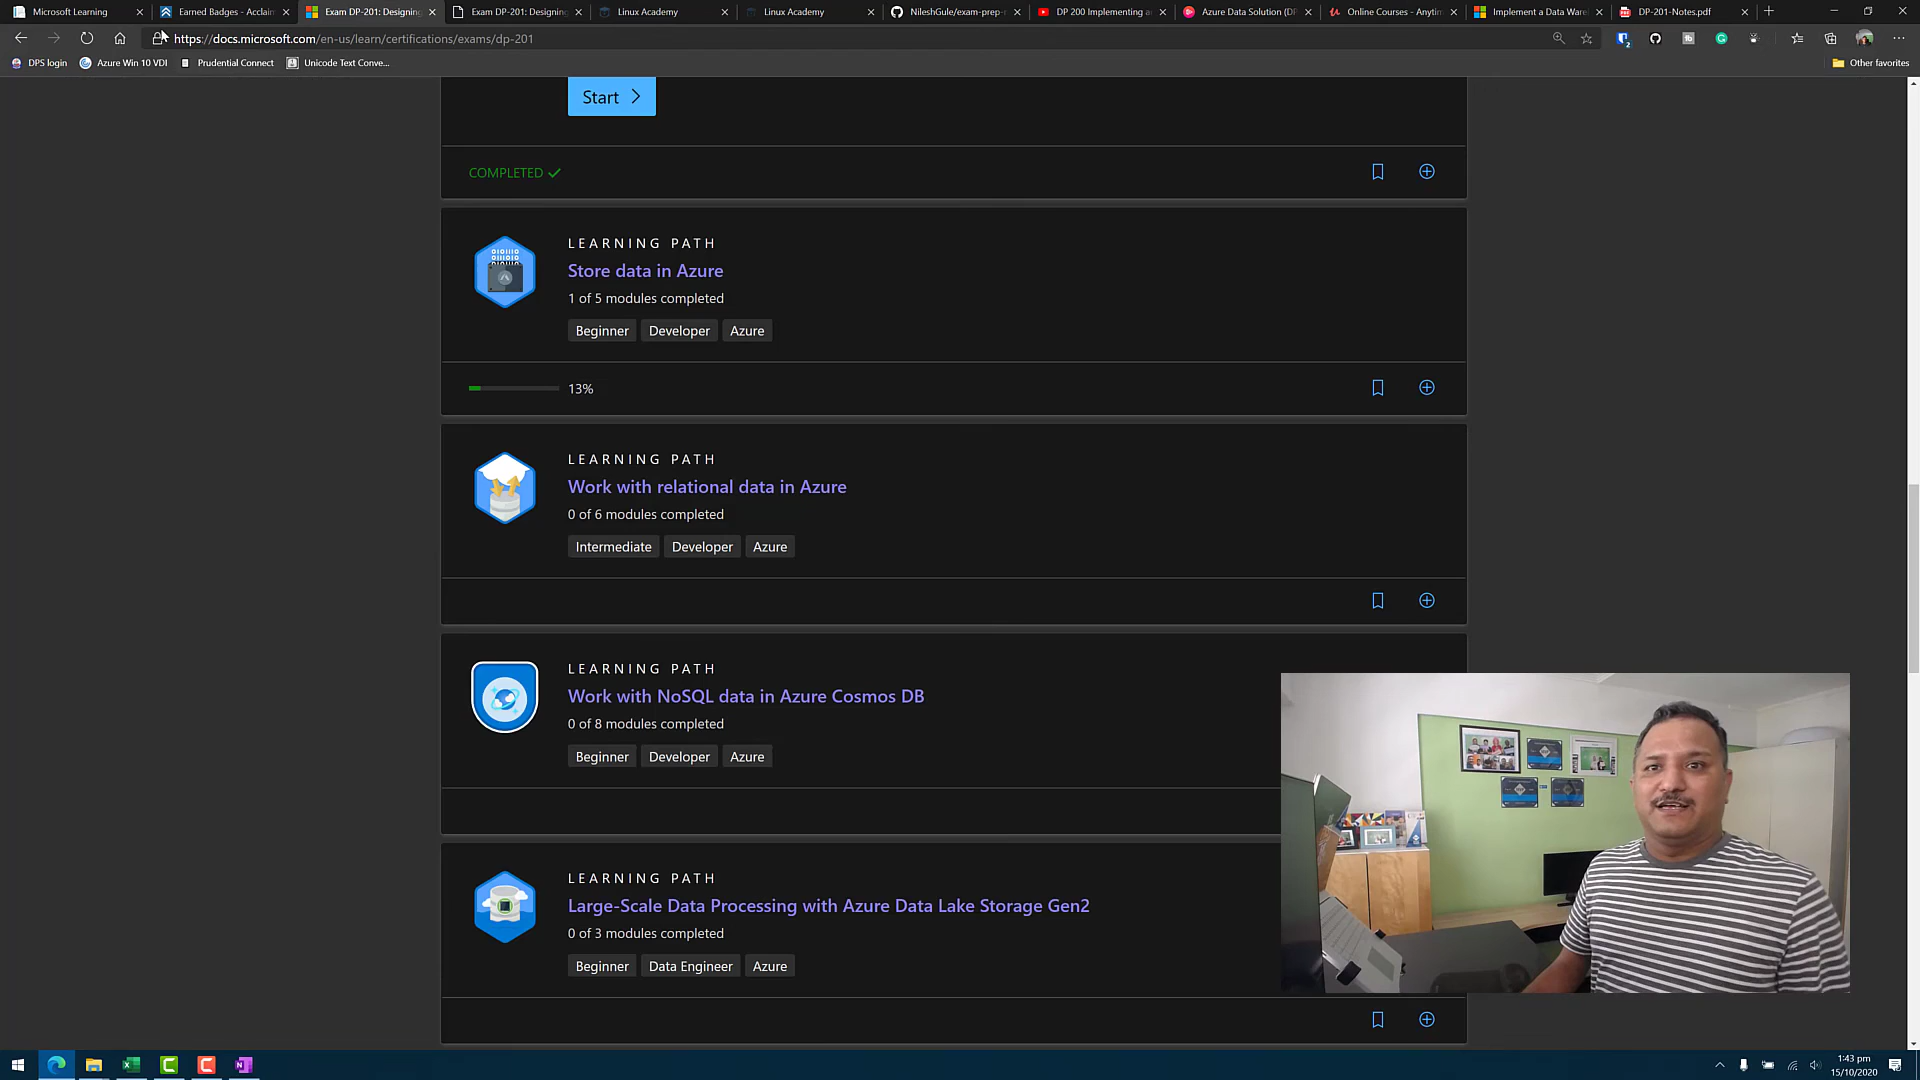 Microsoft Learning
Earned Badges - Acclaim
Exam DP-201: Designing
Exam DP-201: Designing
Linux Academy
Linux Academy
NileshGule/exam-prep-
DP 200 Implementing a
Azure Data Solution (DP
Online Courses - Anytim
Implement a Data Ware
DP-201-Notes.pdf
https://docs.microsoft.com/en-us/learn/certifications/exams/dp-201
DPS login
Azure Win 10 VDI
Prudential Connect
Unicode Text Conve...
Other favorites
Start
COMPLETED
LEARNING PATH
Store data in Azure
1 of 5 modules completed
Beginner Developer Azure
13%
LEARNING PATH
Work with relational data in Azure
0 of 6 modules completed
Intermediate Developer Azure
LEARNING PATH
Work with NoSQL data in Azure Cosmos DB
0 of 8 modules completed
Beginner Developer Azure
LEARNING PATH
Large-Scale Data Processing with Azure Data Lake Storage Gen2
0 of 3 modules completed
Beginner Data Engineer Azure
1:43 pm
15/10/2020